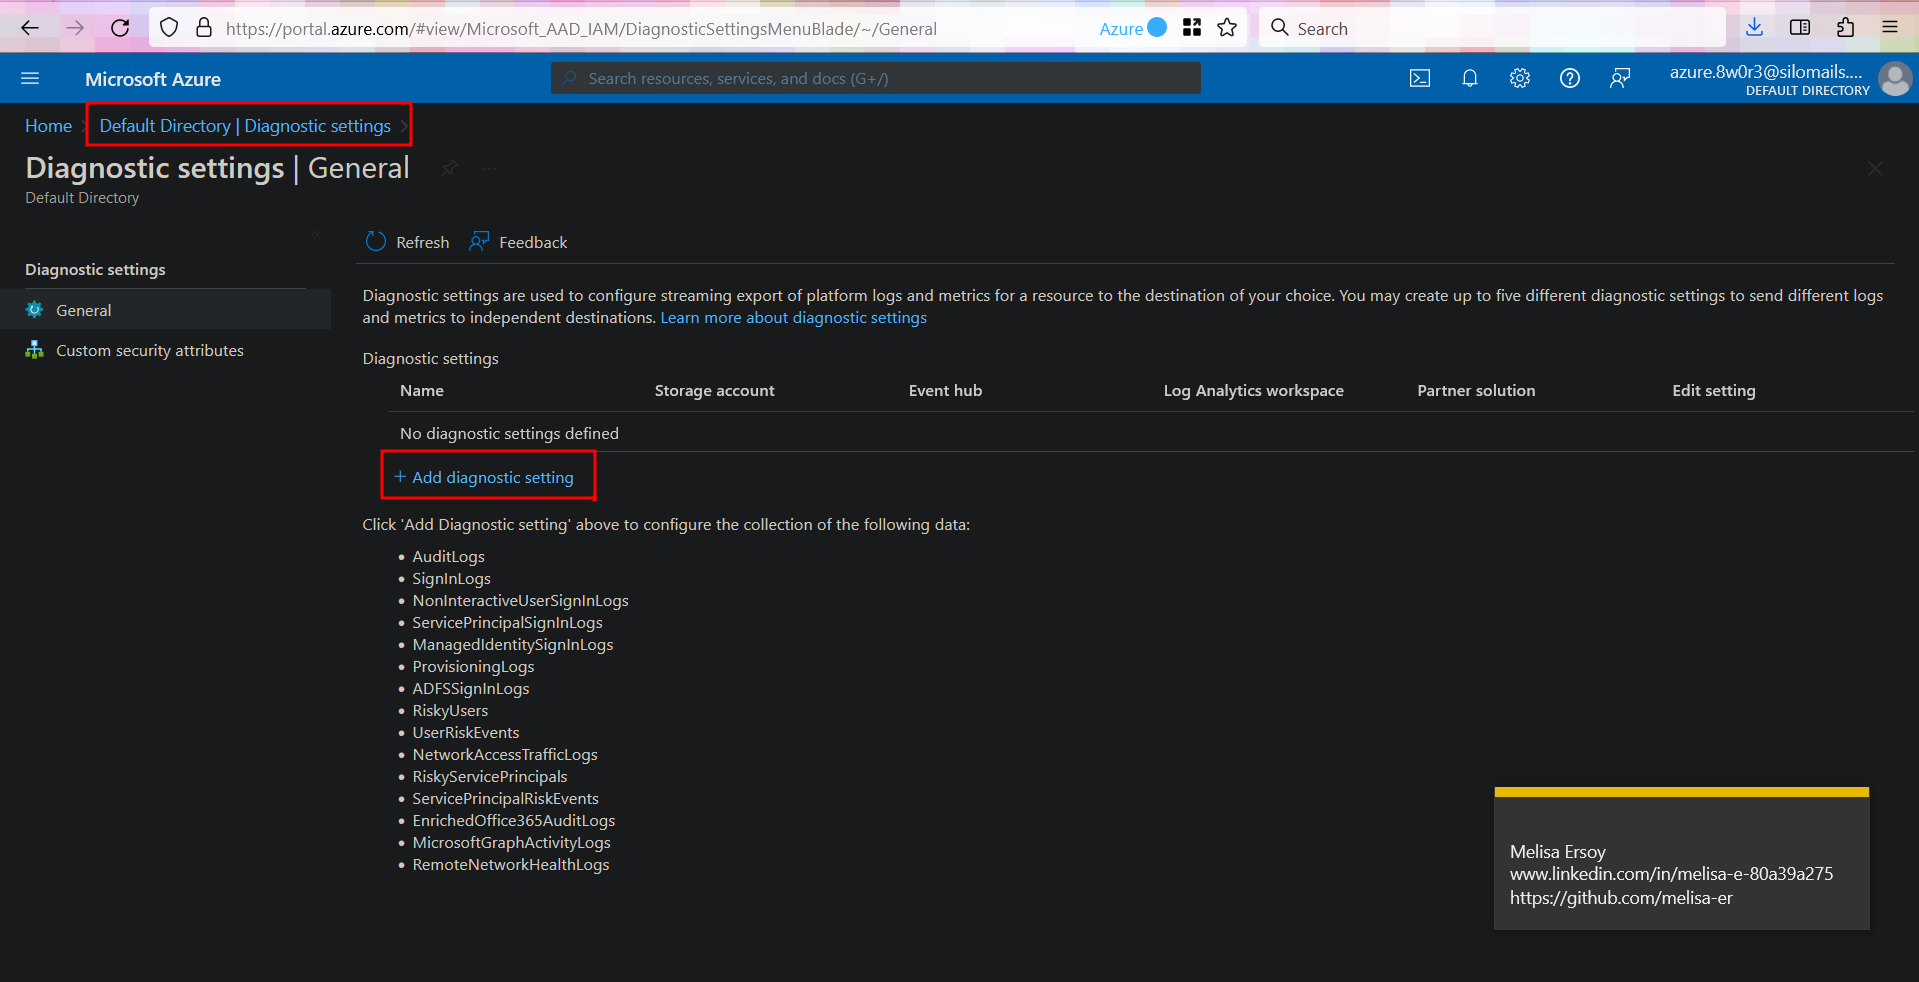 https://portal.azure.com/#view/Microsoft_AAD_IAM/DiagnosticSettingsMenuBlade/~/General
Azure
Search
Microsoft Azure
Search resources, services, and docs (G+/)
azure.8w0r3@silomails....
DEFAULT DIRECTORY
Home > Default Directory | Diagnostic settings >
Diagnostic settings | General
Default Directory
Refresh
Feedback
Diagnostic settings
General
Custom security attributes
Diagnostic settings are used to configure streaming export of platform logs and metrics for a resource to the destination of your choice. You may create up to five different diagnostic settings to send different logs
and metrics to independent destinations. Learn more about diagnostic settings
Diagnostic settings
Name Storage account Event hub Log Analytics workspace Partner solution Edit setting
No diagnostic settings defined
+ Add diagnostic setting
Click 'Add Diagnostic setting' above to configure the collection of the following data:
• AuditLogs
• SignInLogs
• NonInteractiveUserSignInLogs
• ServicePrincipalSignInLogs
• ManagedIdentitySignInLogs
• ProvisioningLogs
• ADFSSignInLogs
• RiskyUsers
• UserRiskEvents
• NetworkAccessTrafficLogs
• RiskyServicePrincipals
• ServicePrincipalRiskEvents
• EnrichedOffice365AuditLogs
• MicrosoftGraphActivityLogs
• RemoteNetworkHealthLogs
Melisa Ersoy
www.linkedin.com/in/melisa-e-80a39a275
https://github.com/melisa-er